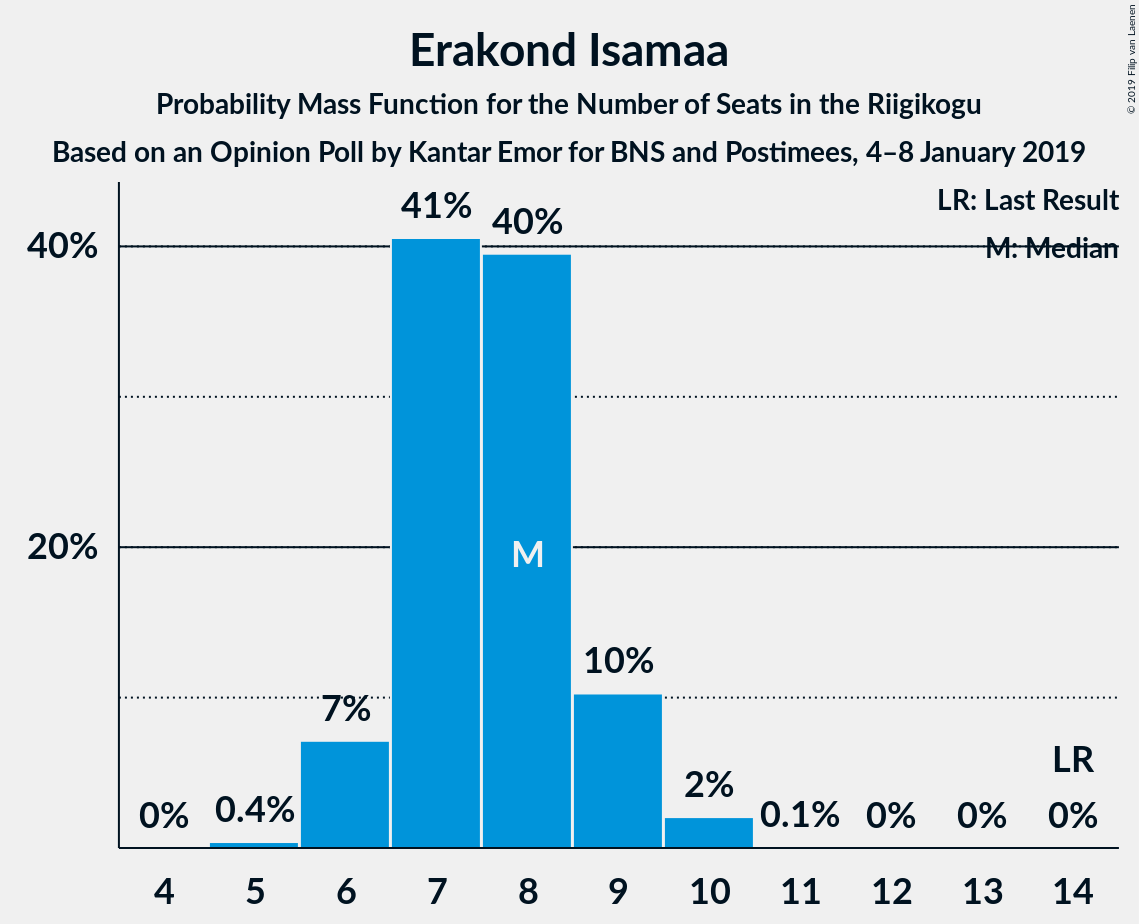 Erakond Isamaa
Probability Mass Function for the Number of Seats in the Riigikogu
Based on an Opinion Poll by Kantar Emor for BNS and Postimees, 4–8 January 2019
© 2019 Filip van Laenen
LR: Last Result
M: Median
40%
20%
0%
0.4%
7%
41%
40%
M
10%
2%
0.1%
0%
0%
LR
0%
4 5 6 7 8 9 10 11 12 13 14